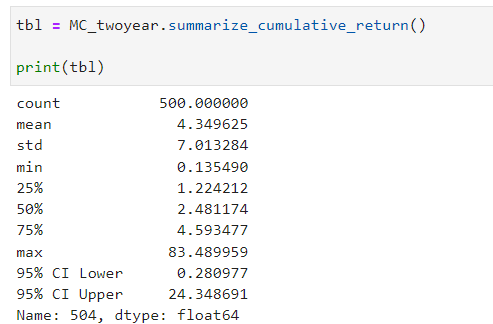 tbl = MC_twoyear.summarize_cumulative_return()
print(tbl)
count 500.000000
mean 4.349625
std 7.013284
min 0.135490
25% 1.224212
50% 2.481174
75% 4.593477
max 83.489959
95% CI Lower 0.280977
95% CI Upper 24.348691
Name: 504, dtype: float64